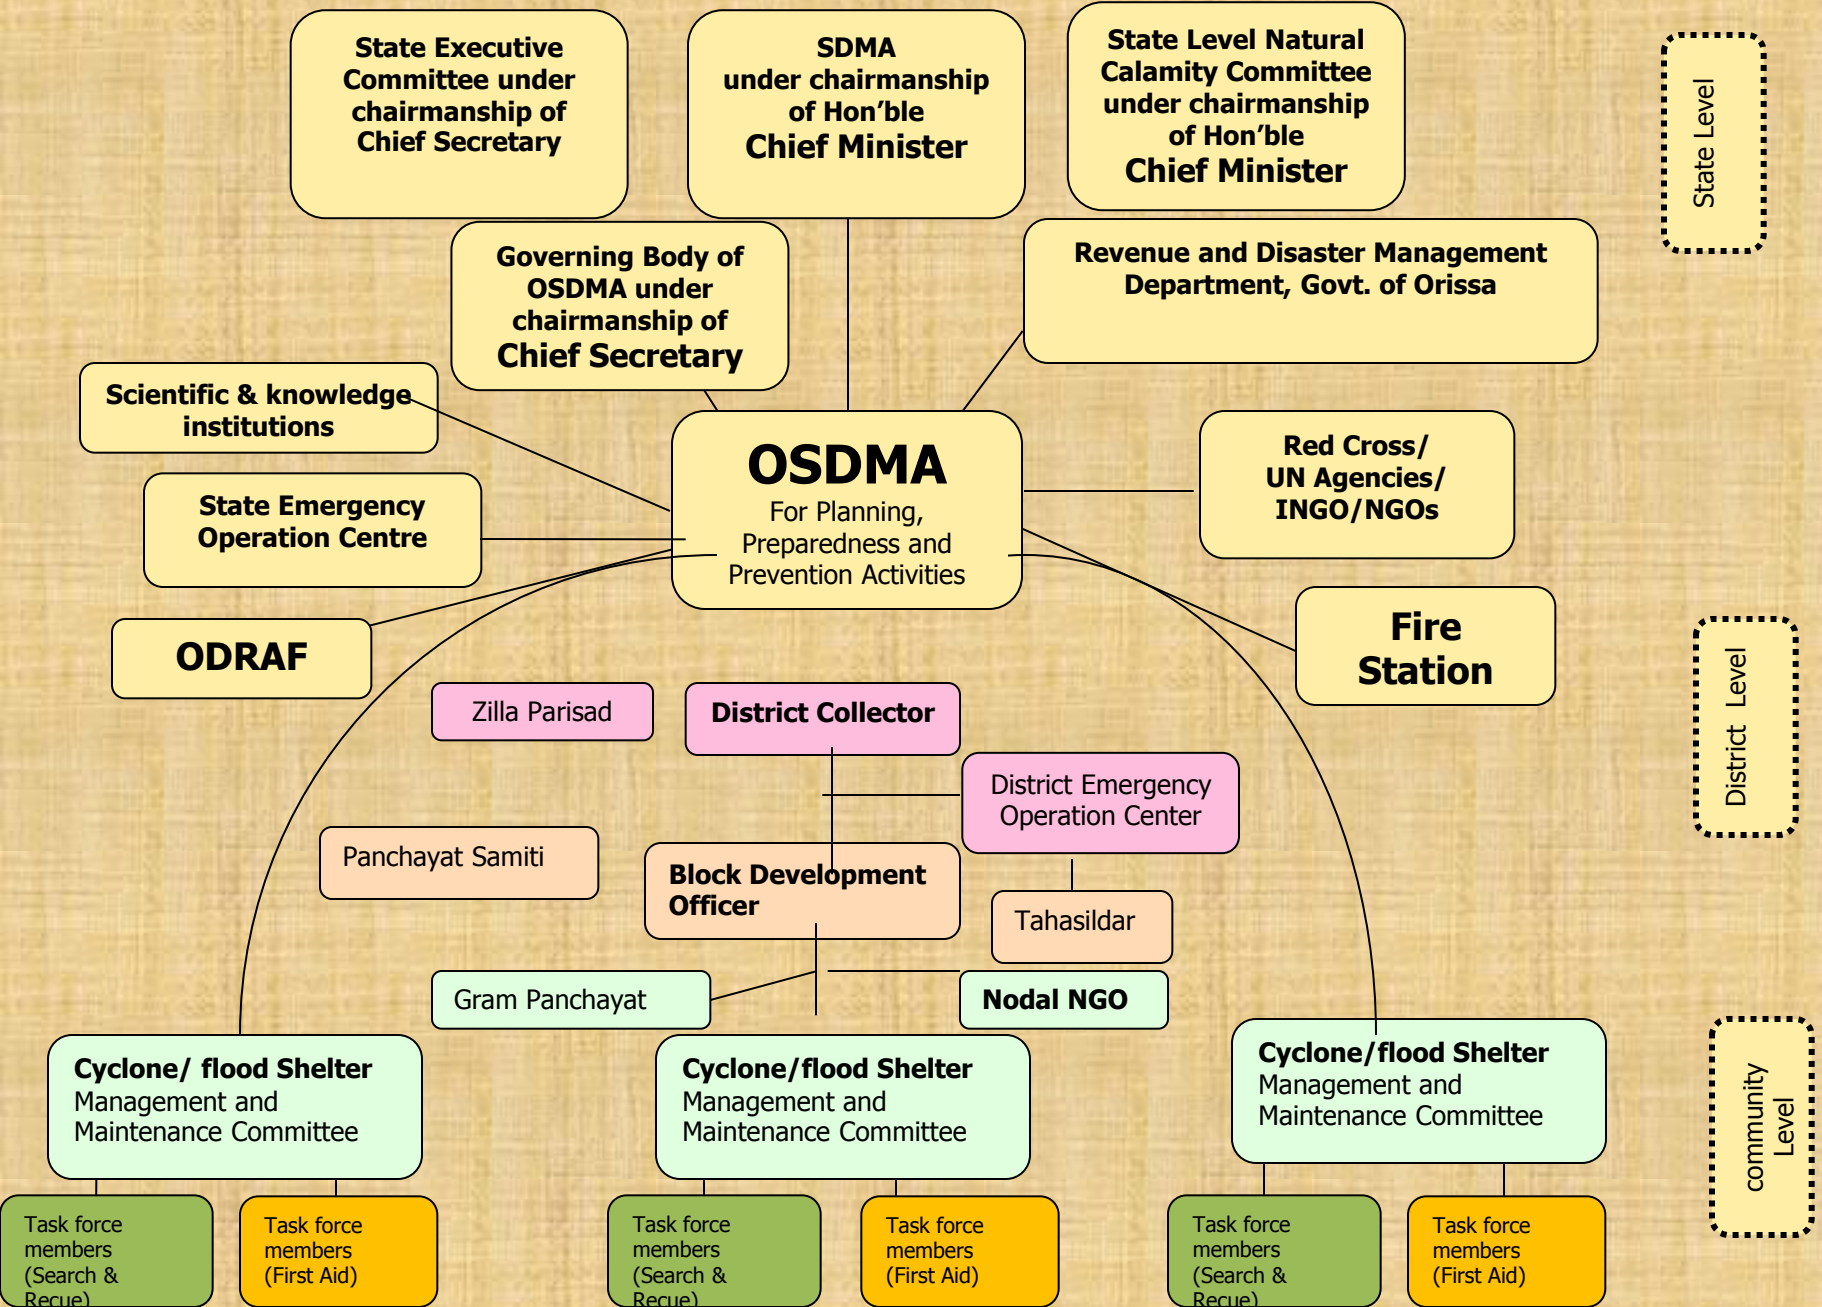 State Executive
Committee under
chairmanship of
Chief Secretary
SDMA
under chairmanship
of Hon’ble
Chief Minister
State Level Natural
Calamity Committee
under chairmanship
of Hon’ble
Chief Minister
State Level
Governing Body of
OSDMA under
chairmanship of
Chief Secretary
Revenue and Disaster Management
Department, Govt. of Orissa
Scientific & knowledge
institutions
OSDMA
For Planning,
Preparedness and
Prevention Activities
Red Cross/
UN Agencies/
INGO/NGOs
State Emergency
Operation Centre
ODRAF
Fire
Station
District Level
Zilla Parisad
District Collector
District Emergency
Operation Center
Panchayat Samiti
Block Development
Officer
Tahasildar
Gram Panchayat
Nodal NGO
Cyclone/ flood Shelter
Management and
Maintenance Committee
Cyclone/flood Shelter
Management and
Maintenance Committee
Cyclone/flood Shelter
Management and
Maintenance Committee
community
Level
Task force
members
(Search &
Recue)
Task force
members
(First Aid)
Task force
members
(Search &
Recue)
Task force
members
(First Aid)
Task force
members
(Search &
Recue)
Task force
members
(First Aid)